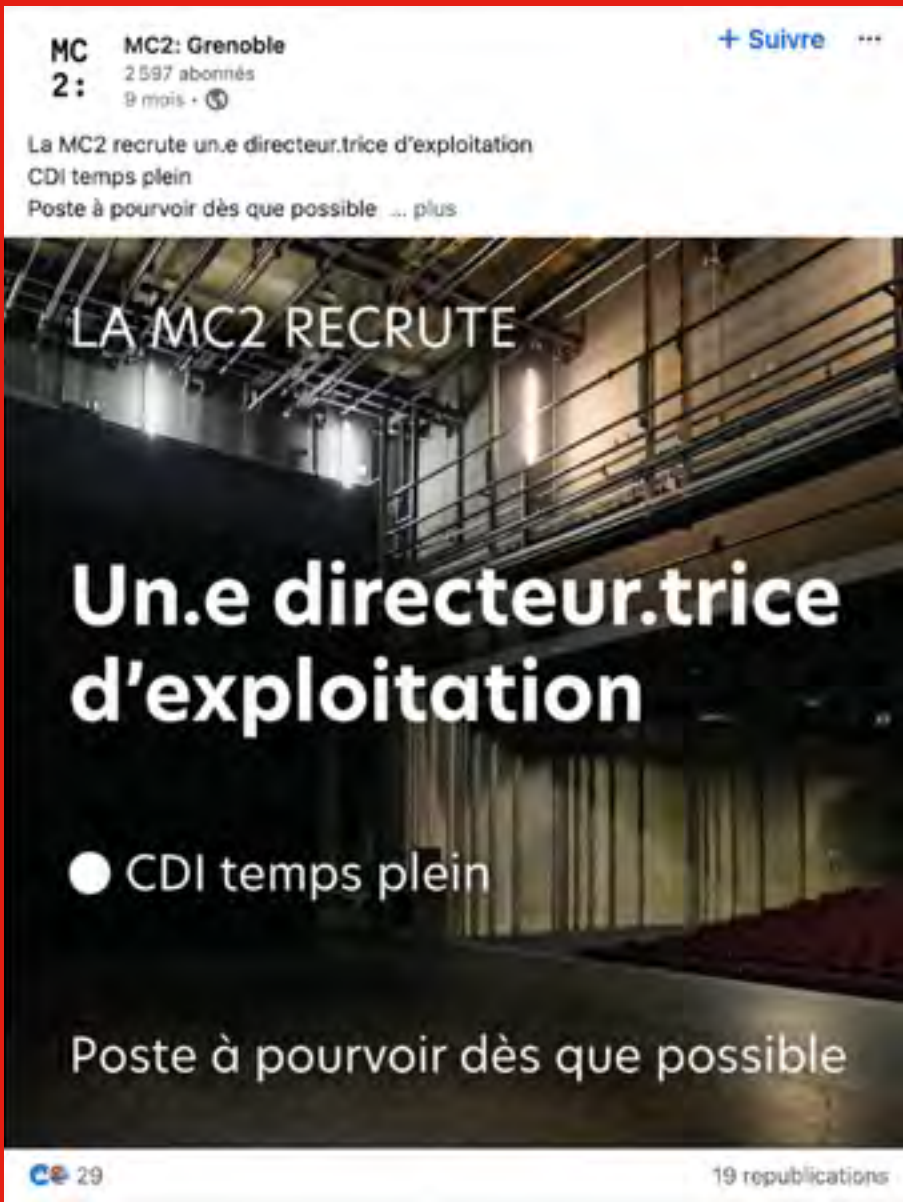 MC
2:
MC2: Grenoble
2 597 abonnés
9 mois •
+ Suivre ...
La MC2 recrute un.e directeur.trice d'exploitation
CDI temps plein
Poste à pourvoir dès que possible ... plus
LA MC2 RECRUTE
Un.e directeur.trice
d'exploitation
CDI temps plein
Poste à pourvoir dès que possible
29
19 republications